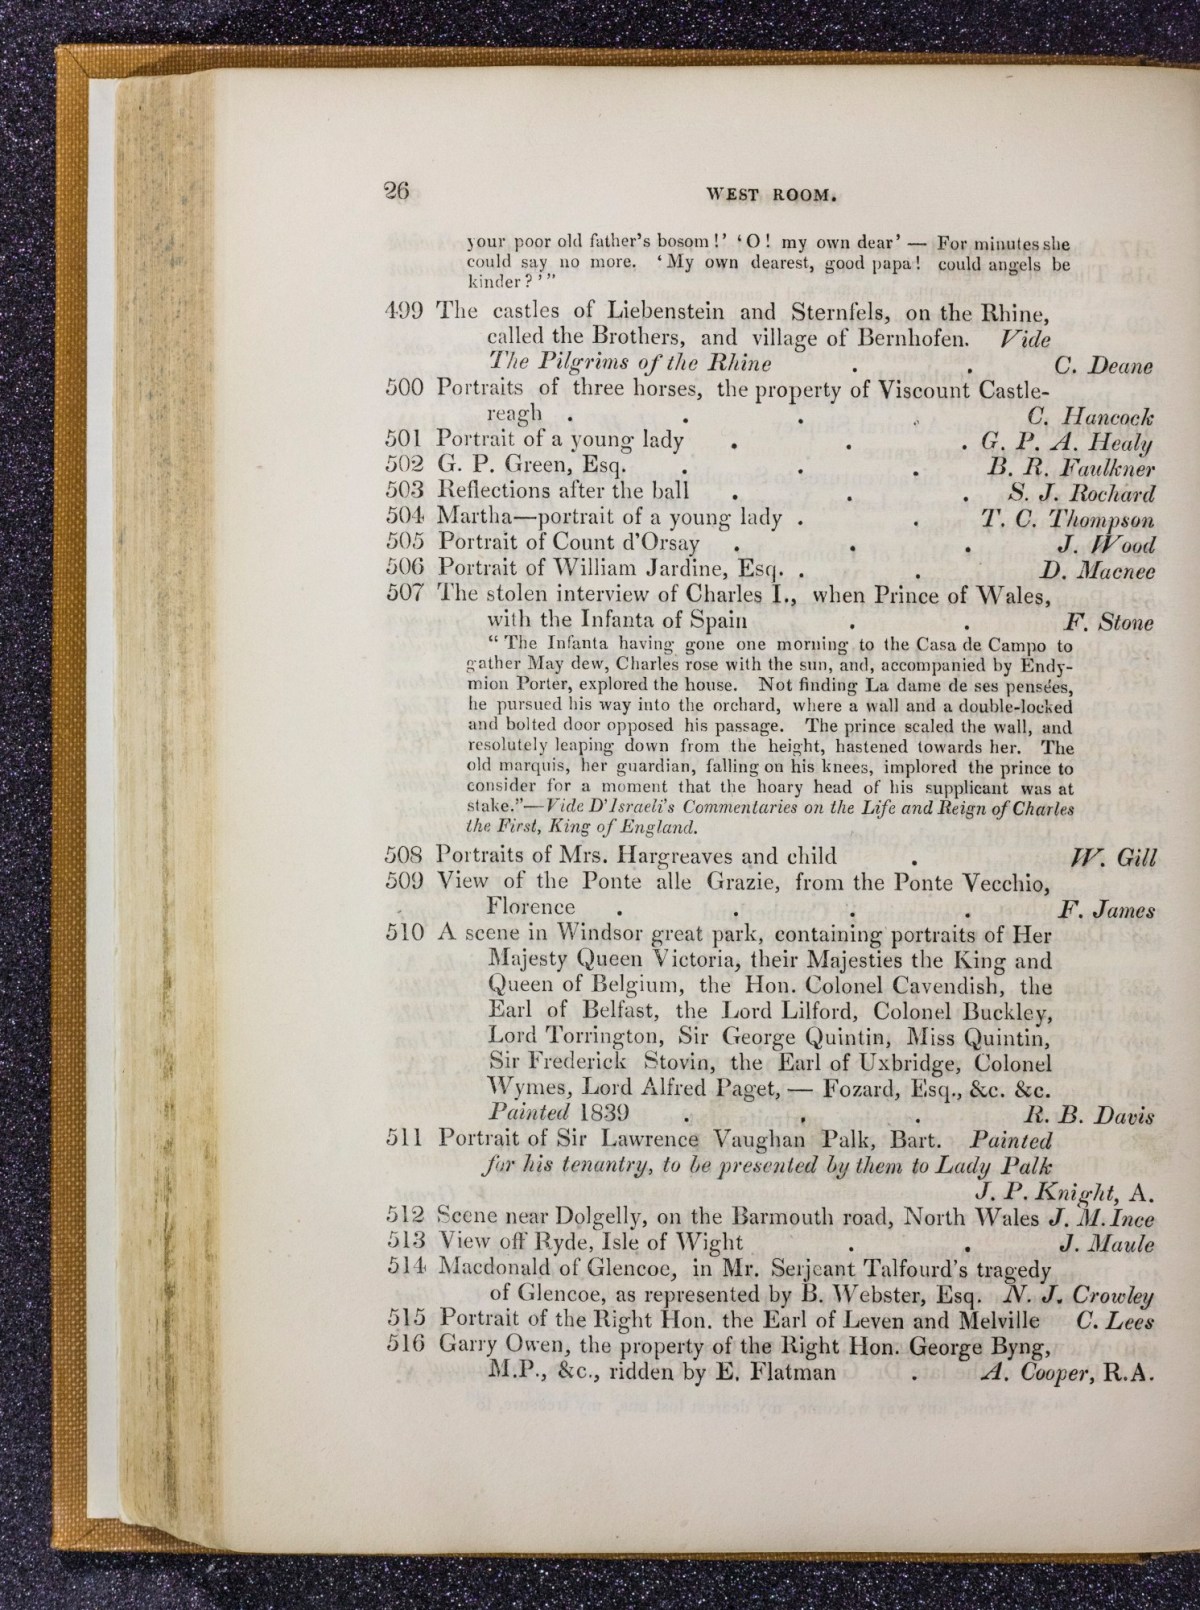 26 WEST ROOM.
your poor old father's bosom!' 'O! my own dear' — For minutes she
could say no more. 'My own dearest, good papa! could angels be
kinder?'"
499 The castles of Liebenstein and Sternfels, on the Rhine,
called the Brothers, and village of Bernhofen. Vide
The Pilgrims of the Rhine . . C. Deane
500 Portraits of three horses, the property of Viscount Castle-
reagh . . . . C. Hancock
501 Portrait of a young lady . . . G. P. A. Healy
502 G. P. Green, Esq. . . . B. R. Faulkner
503 Reflections after the ball . . . S. J. Rochard
504 Martha—portrait of a young lady . . T. C. Thompson
505 Portrait of Count d'Orsay . . . J. Wood
506 Portrait of William Jardine, Esq. . . D. Macnee
507 The stolen interview of Charles I., when Prince of Wales,
with the Infanta of Spain . . F. Stone
"The Infanta having gone one morning to the Casa de Campo to
gather May dew, Charles rose with the sun, and, accompanied by Endy-
mion Porter, explored the house. Not finding La dame de ses pensées,
he pursued his way into the orchard, where a wall and a double-locked
and bolted door opposed his passage. The prince scaled the wall, and
resolutely leaping down from the height, hastened towards her. The
old marquis, her guardian, falling on his knees, implored the prince to
consider for a moment that the hoary head of his supplicant was at
stake."—Vide D'Israeli's Commentaries on the Life and Reign of Charles
the First, King of England.
508 Portraits of Mrs. Hargreaves and child . W. Gill
509 View of the Ponte alle Grazie, from the Ponte Vecchio,
Florence . . . . F. James
510 A scene in Windsor great park, containing portraits of Her
Majesty Queen Victoria, their Majesties the King and
Queen of Belgium, the Hon. Colonel Cavendish, the
Earl of Belfast, the Lord Lilford, Colonel Buckley,
Lord Torrington, Sir George Quintin, Miss Quintin,
Sir Frederick Stovin, the Earl of Uxbridge, Colonel
Wymes, Lord Alfred Paget, — Fozard, Esq., &c. &c.
Painted 1839 . . . R. B. Davis
511 Portrait of Sir Lawrence Vaughan Palk, Bart. Painted
for his tenantry, to be presented by them to Lady Palk
J. P. Knight, A.
512 Scene near Dolgelly, on the Barmouth road, North Wales J. M. Ince
513 View off Ryde, Isle of Wight . . J. Maule
514 Macdonald of Glencoe, in Mr. Serjeant Talfourd's tragedy
of Glencoe, as represented by B. Webster, Esq. N. J. Crowley
515 Portrait of the Right Hon. the Earl of Leven and Melville C. Lees
516 Garry Owen, the property of the Right Hon. George Byng,
M.P., &c., ridden by E. Flatman . A. Cooper, R.A.